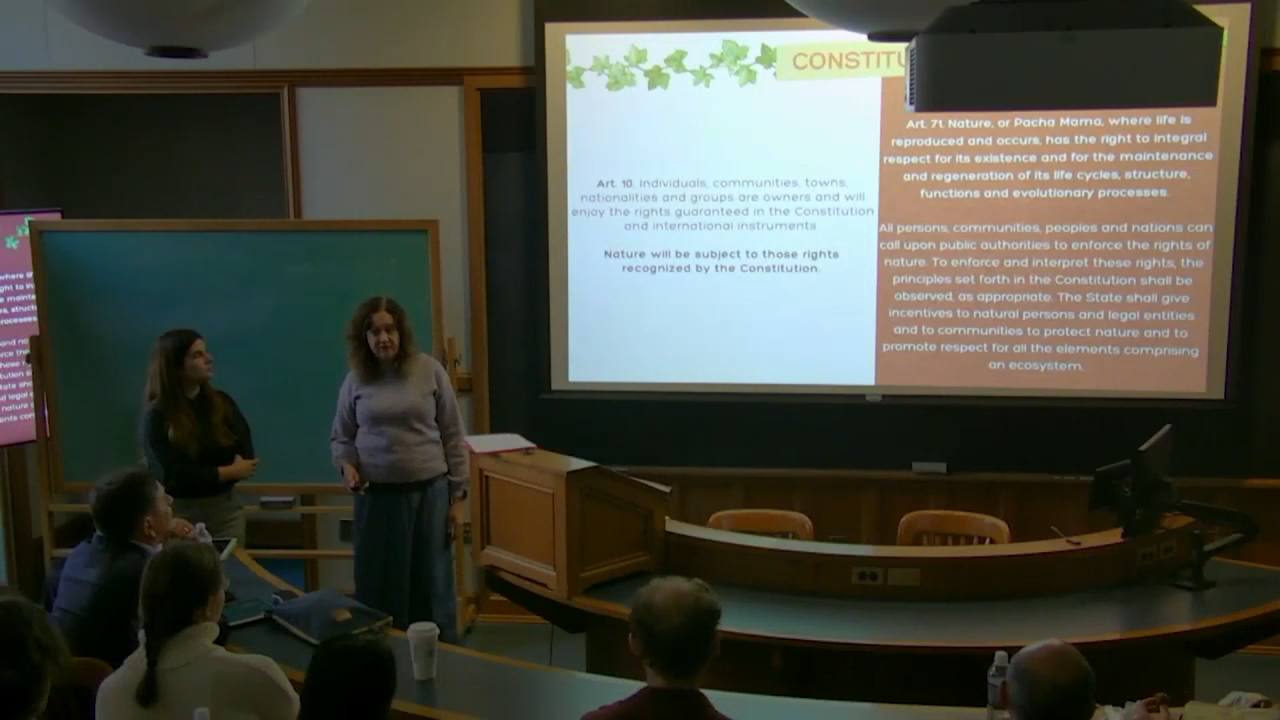 CONSTITU
Art. 10. Individuals, communities, towns,
nationalities and groups are owners and will
enjoy the rights guaranteed in the Constitution
and international instruments
Nature will be subject to those rights
recognized by the Constitution.
Art. 71. Nature, or Pacha Mama, where life is
reproduced and occurs, has the right to integral
respect for its existence and for the maintenance
and regeneration of its life cycles, structure,
functions and evolutionary processes.
All persons, communities, peoples and nations can
call upon public authorities to enforce the rights of
nature. To enforce and interpret these rights, the
principles set forth in the Constitution shall be
observed, as appropriate. The State shall give
incentives to natural persons and legal entities
and to communities to protect nature and to
promote respect for all the elements comprising
an ecosystem.